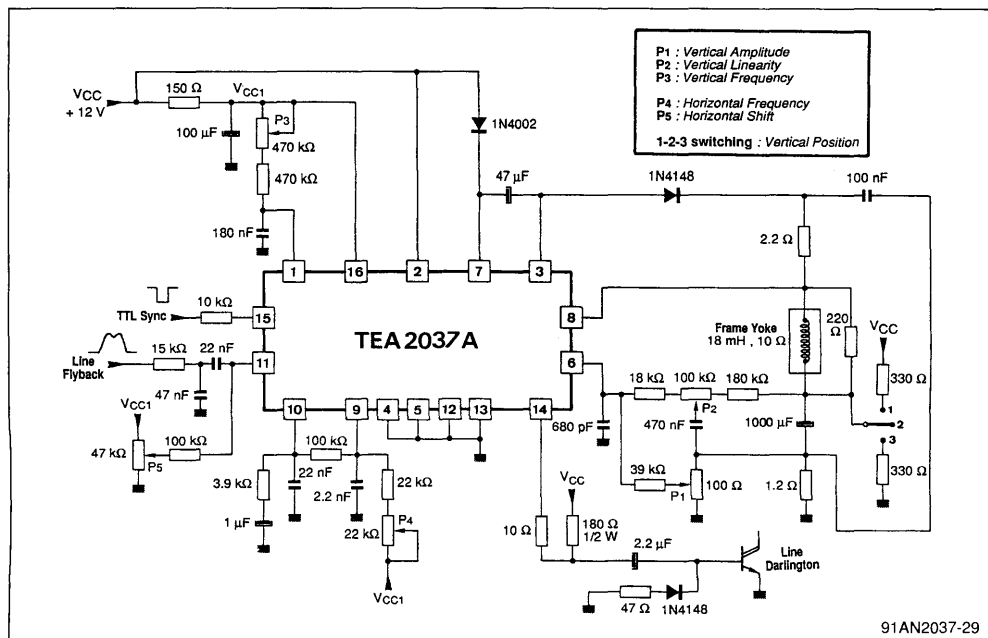 P1 : Vertical Amplitude
P2 : Vertical Linearity
P3 : Vertical Frequency
P4 : Horizontal Frequency
P5 : Horizontal Shift
1-2-3 switching : Vertical Position
VCC
+ 12 V
150 Ω
VCC1
P3
100 µF
470 kΩ
470 kΩ
180 nF
1N4002
47 µF
1N4148
100 nF
2.2 Ω
1
16
2
7
3
TTL Sync
10 kΩ
15
TEA2037A
8
Frame Yoke
18 mH , 10 Ω
220
Ω
VCC
330 Ω
1
2
3
330 Ω
Line
Flyback
15 kΩ
22 nF
11
47 nF
6
18 kΩ
100 kΩ
180 kΩ
P2
680 pF
470 nF
1000 µF
10
9
4
5
12
13
14
VCC1
47 kΩ
P5
100 kΩ
39 kΩ
P1
100 Ω
1.2 Ω
3.9 kΩ
1 µF
22 nF
100 kΩ
2.2 nF
22 kΩ
22 kΩ
P4
VCC1
10 Ω
VCC
180 Ω
1/2 W
2.2 µF
47 Ω
1N4148
Line
Darlington
91AN2037-29